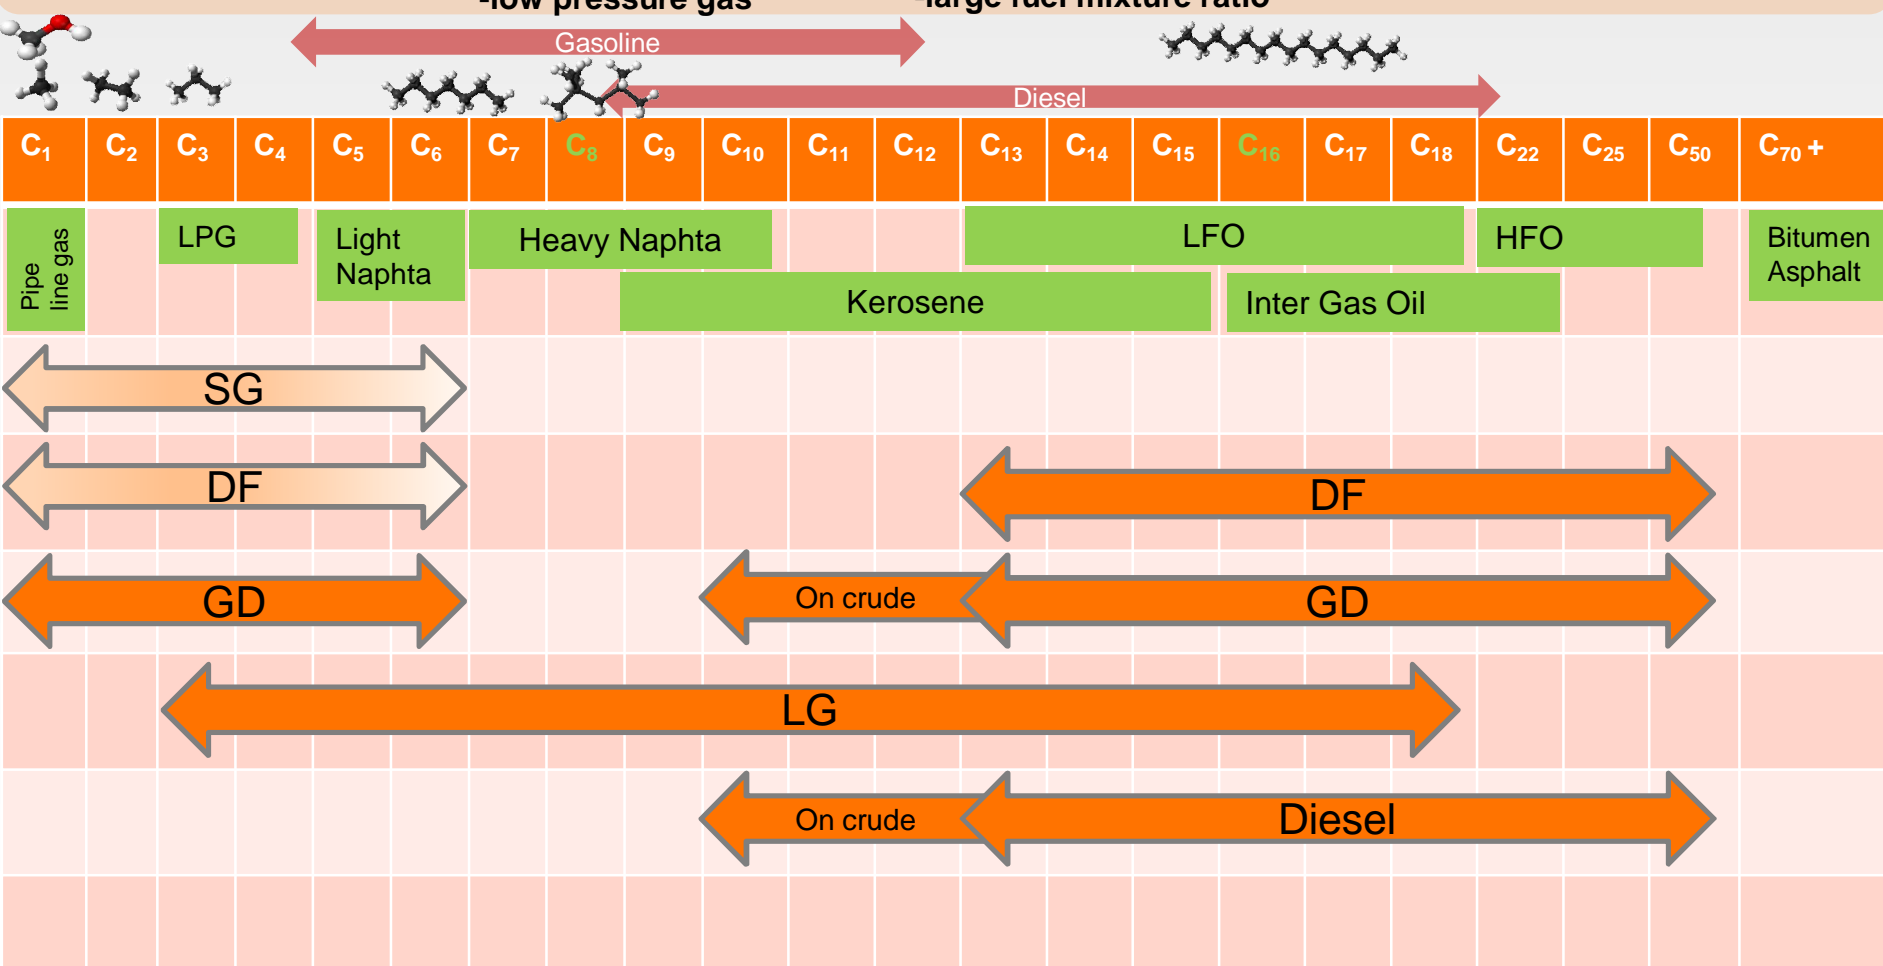 -low pressure gas
-large fuel mixture ratio
Gasoline
Diesel
C1 C2 C3 C4 C5 C6 C7 C8 C9 C10 C11 C12 C13 C14 C15 C16 C17 C18 C22 C25 C50 C70 +
Pipe
line gas
LPG
Light
Naphta
Heavy Naphta
LFO
HFO
Bitumen
Asphalt
Kerosene
Inter Gas Oil
SG
DF
DF
GD
On crude
GD
LG
On crude
Diesel